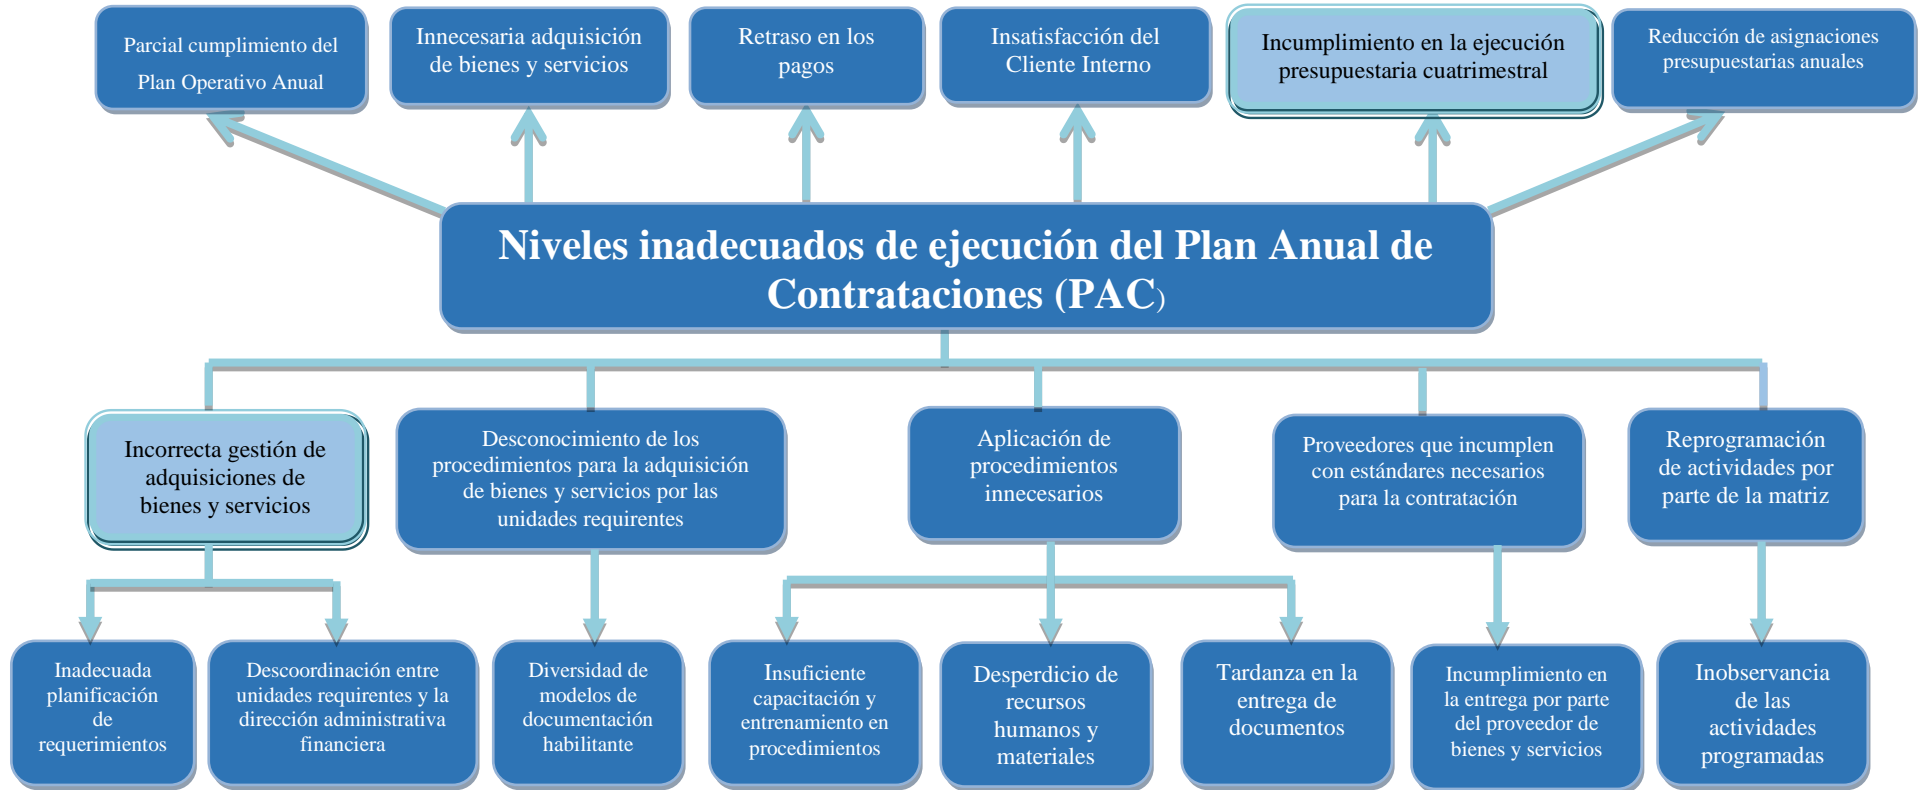 Parcial cumplimiento del
Plan Operativo Anual
Innecesaria adquisición
de bienes y servicios
Retraso en los
pagos
Insatisfacción del
Cliente Interno
Incumplimiento en la ejecución
presupuestaria cuatrimestral
Reducción de asignaciones
presupuestarias anuales
Niveles inadecuados de ejecución del Plan Anual de
Contrataciones (PAC)
Incorrecta gestión de
adquisiciones de
bienes y servicios
Desconocimiento de los
procedimientos para la adquisición
de bienes y servicios por las
unidades requirentes
Aplicación de
procedimientos
innecesarios
Proveedores que incumplen
con estándares necesarios
para la contratación
Reprogramación
de actividades por
parte de la matriz
Inadecuada
planificación
de
requerimientos
Descoordinación entre
unidades requirentes y la
dirección administrativa
financiera
Diversidad de
modelos de
documentación
habilitante
Insuficiente
capacitación y
entrenamiento en
procedimientos
Desperdicio de
recursos
humanos y
materiales
Tardanza en la
entrega de
documentos
Incumplimiento en
la entrega por parte
del proveedor de
bienes y servicios
Inobservancia
de las
actividades
programadas